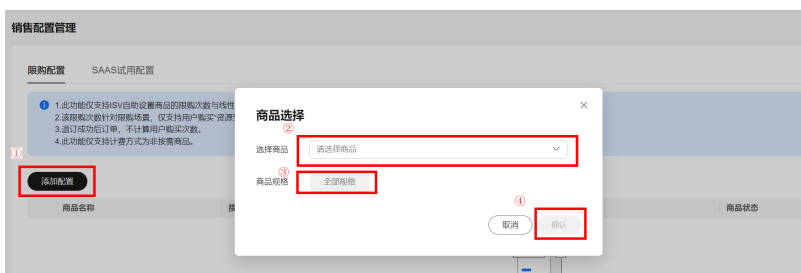 销售配置管理
限购配置 SAAS试用配置
1.此功能仅支持ISV自助设置商品的限购次数与线性
2.该限购次数针对限购场景，仅支持用户购买“资源
3.退订成功后订单，不计算用户购买次数。
4.此功能仅支持计费方式为非按需商品。
①
添加配置
商品名称
商品状态
商品选择
②
选择商品 请选择商品
③
商品规格 全部规格
④
取消 确认